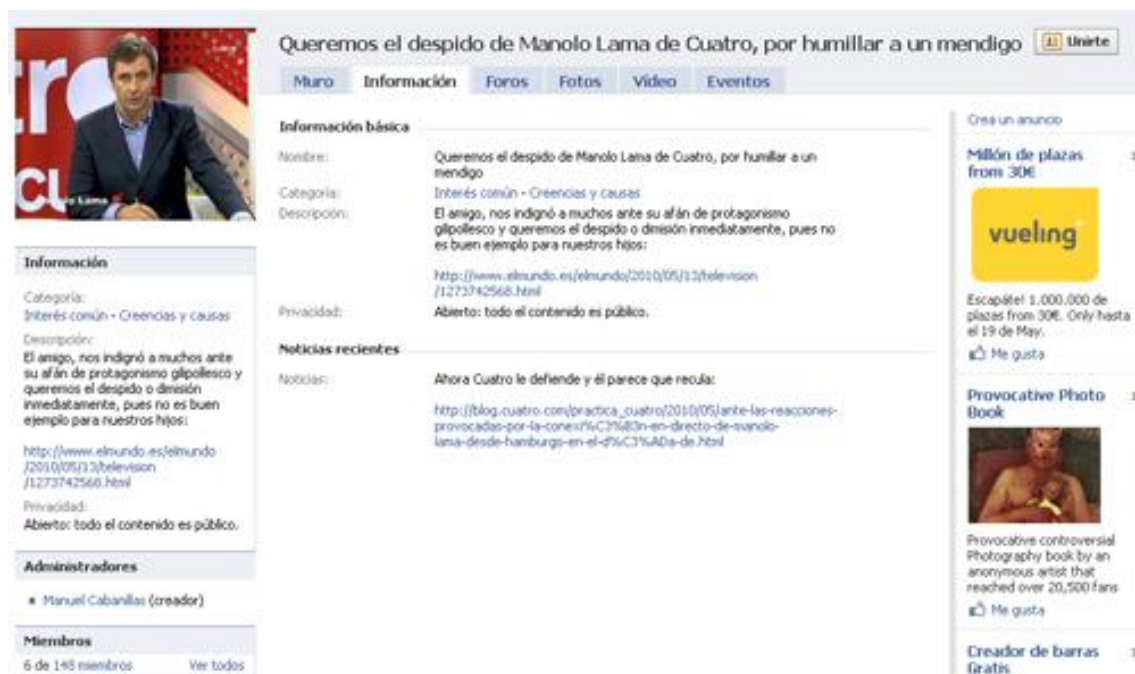 Queremos el despido de Manolo Lama de Cuatro, por humillar a un mendigo
Unirte
Muro Información Foros Fotos Vídeo Eventos
Información básica
Nombre: Queremos el despido de Manolo Lama de Cuatro, por humillar a un
mendigo
Categoría: Interés común - Creencias y causas
Descripción: El amigo, nos indignó a muchos ante su afán de protagonismo
gilipollesco y queremos el despido o dimisión inmediatamente, pues no
es buen ejemplo para nuestros hijos:
http://www.elmundo.es/elmundo/2010/05/13/television
/1273742568.html
Privacidad: Abierto: todo el contenido es público.
Noticias recientes
Noticias: Ahora Cuatro le defiende y él parece que recula:
http://blog.cuatro.com/practica_cuatro/2010/05/ante-las-reacciones-
provocadas-por-la-conexi%C3%B3n-en-directo-de-manolo-
lama-desde-hamburgo-en-el-d%C3%ADa-de.html
Lama
Información
Categoría:
Interés común - Creencias y causas
Descripción:
El amigo, nos indignó a muchos ante
su afán de protagonismo gilipollesco y
queremos el despido o dimisión
inmediatamente, pues no es buen
ejemplo para nuestros hijos:
http://www.elmundo.es/elmundo
/2010/05/13/television
/1273742568.html
Privacidad:
Abierto: todo el contenido es público.
Administradores
Manuel Cabanillas (creador)
Miembros
6 de 148 miembros Ver todos
Crea un anuncio
Millón de plazas
from 30€
vueling
Escapáte! 1.000.000 de
plazas from 30€. Only hasta
el 19 de May.
Me gusta
Provocative Photo
Book
Provocative controversial
Photography book by an
anonymous artist that
reached over 20,500 fans
Me gusta
Creador de barras
Gratis